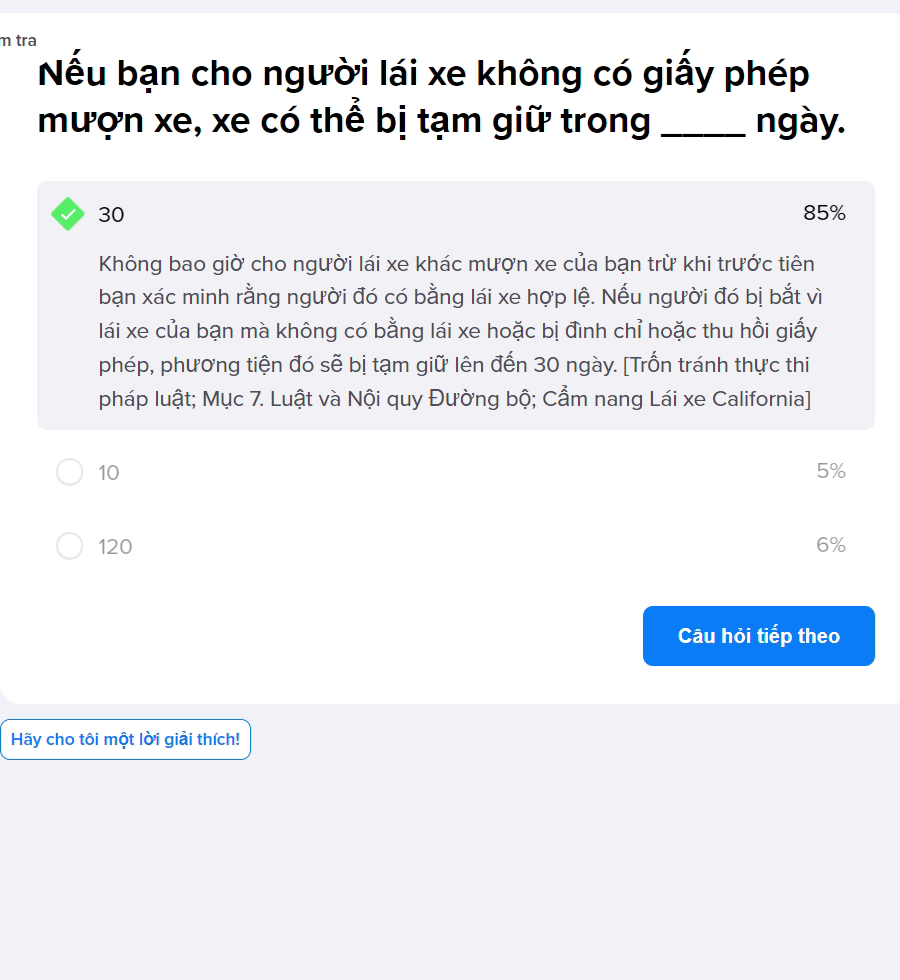 m tra
Nếu bạn cho người lái xe không có giấy phép
mượn xe, xe có thể bị tạm giữ trong ____ ngày.
30 85%
Không bao giờ cho người lái xe khác mượn xe của bạn trừ khi trước tiên
bạn xác minh rằng người đó có bằng lái xe hợp lệ. Nếu người đó bị bắt vì
lái xe của bạn mà không có bằng lái xe hoặc bị đình chỉ hoặc thu hồi giấy
phép, phương tiện đó sẽ bị tạm giữ lên đến 30 ngày. [Trốn tránh thực thi
pháp luật; Mục 7. Luật và Nội quy Đường bộ; Cẩm nang Lái xe California]
10 5%
120 6%
Câu hỏi tiếp theo
Hãy cho tôi một lời giải thích!